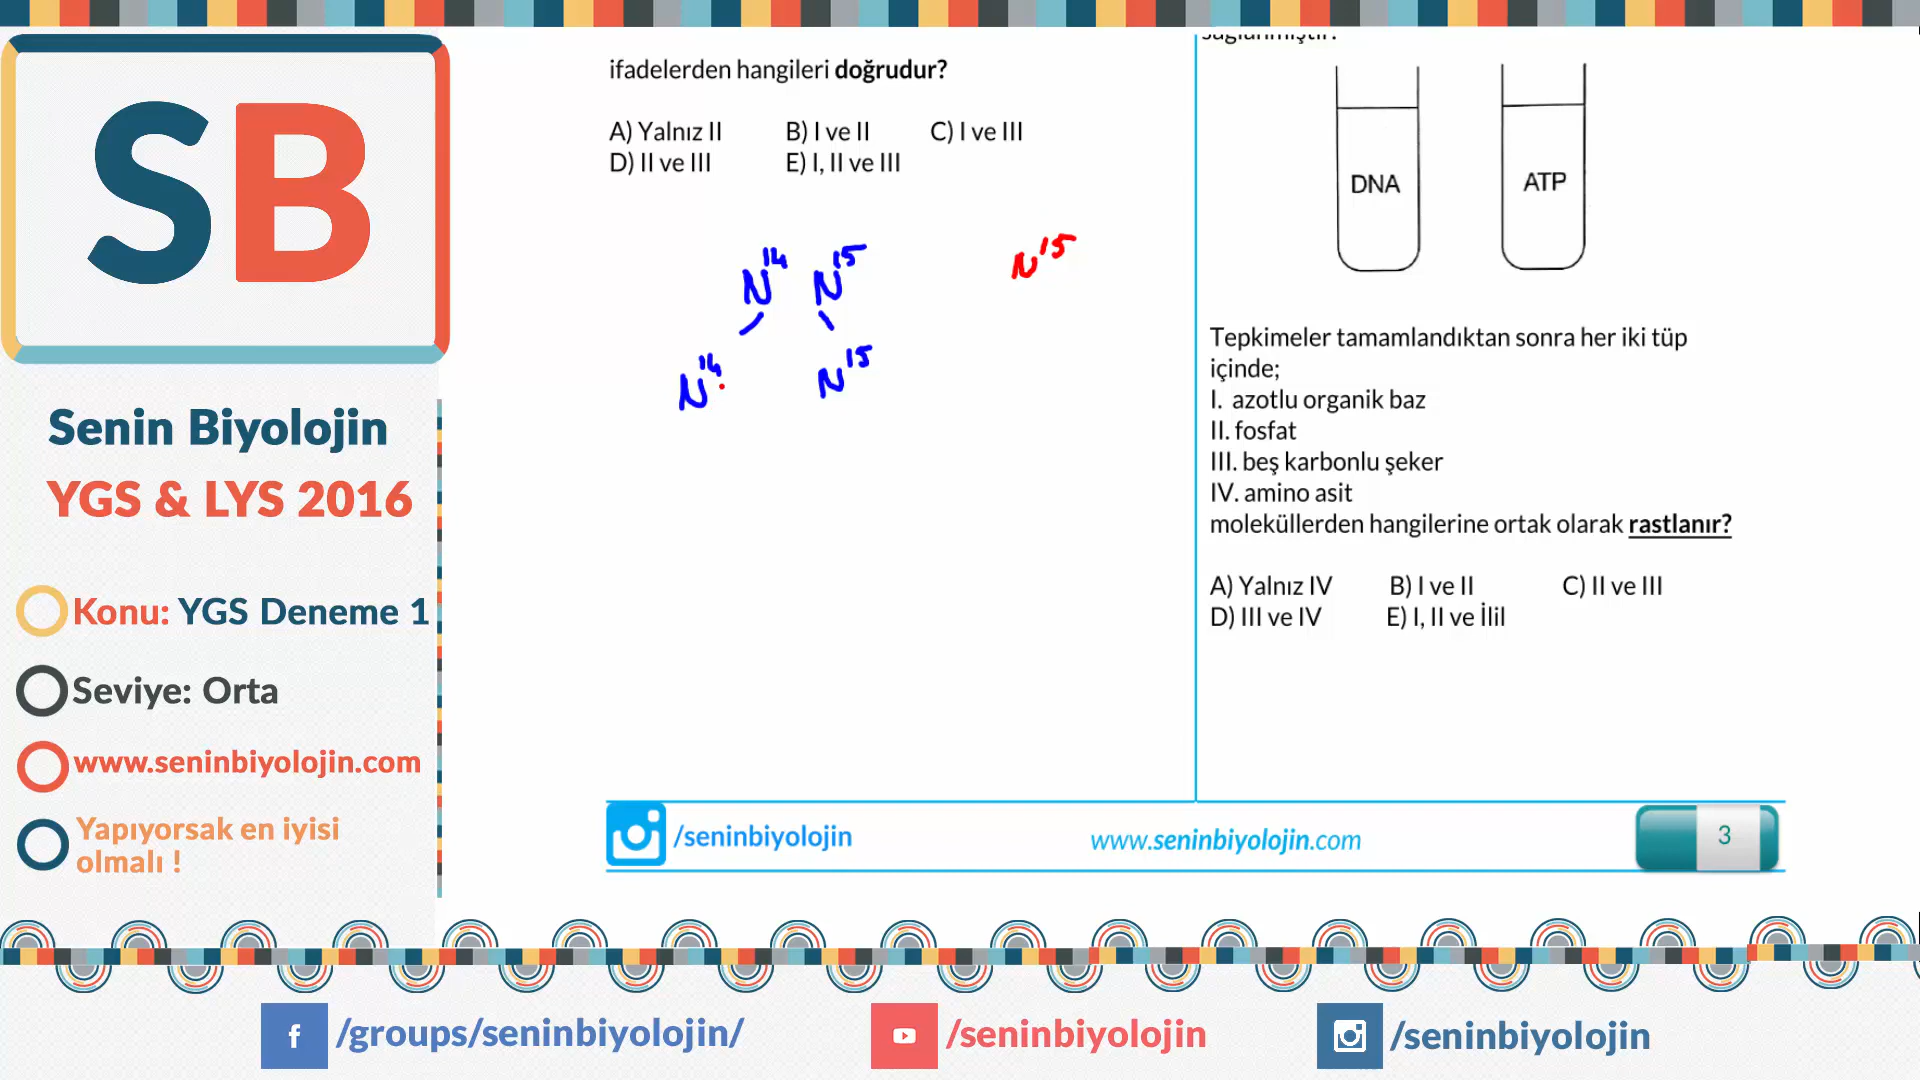 SB
Senin Biyolojin
YGS & LYS 2016
Konu: YGS Deneme 1
Seviye: Orta
www.seninbiyolojin.com
Yapıyorsak en iyisi
olmalı !
ifadelerden hangileri doğrudur?
A) Yalnız II B) I ve II C) I ve III
D) II ve III E) I, II ve III
N14 N15 N15
N14 N15
sağlanmıştır.
DNA ATP
Tepkimeler tamamlandıktan sonra her iki tüp
içinde;
I. azotlu organik baz
II. fosfat
III. beş karbonlu şeker
IV. amino asit
moleküllerden hangilerine ortak olarak rastlanır?
A) Yalnız IV B) I ve II C) II ve III
D) III ve IV E) I, II ve İlil
/seninbiyolojin www.seninbiyolojin.com 3
f /groups/seninbiyolojin/ /seninbiyolojin /seninbiyolojin